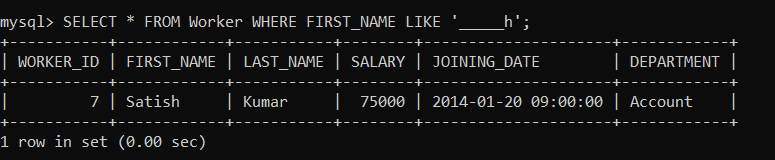 mysql> SELECT * FROM Worker WHERE FIRST_NAME LIKE '_____h';
+-----------+------------+-----------+--------+---------------------+------------+
| WORKER_ID | FIRST_NAME | LAST_NAME | SALARY | JOINING_DATE        | DEPARTMENT |
+-----------+------------+-----------+--------+---------------------+------------+
|         7 | Satish     | Kumar     |  75000 | 2014-01-20 09:00:00 | Account    |
+-----------+------------+-----------+--------+---------------------+------------+
1 row in set (0.00 sec)